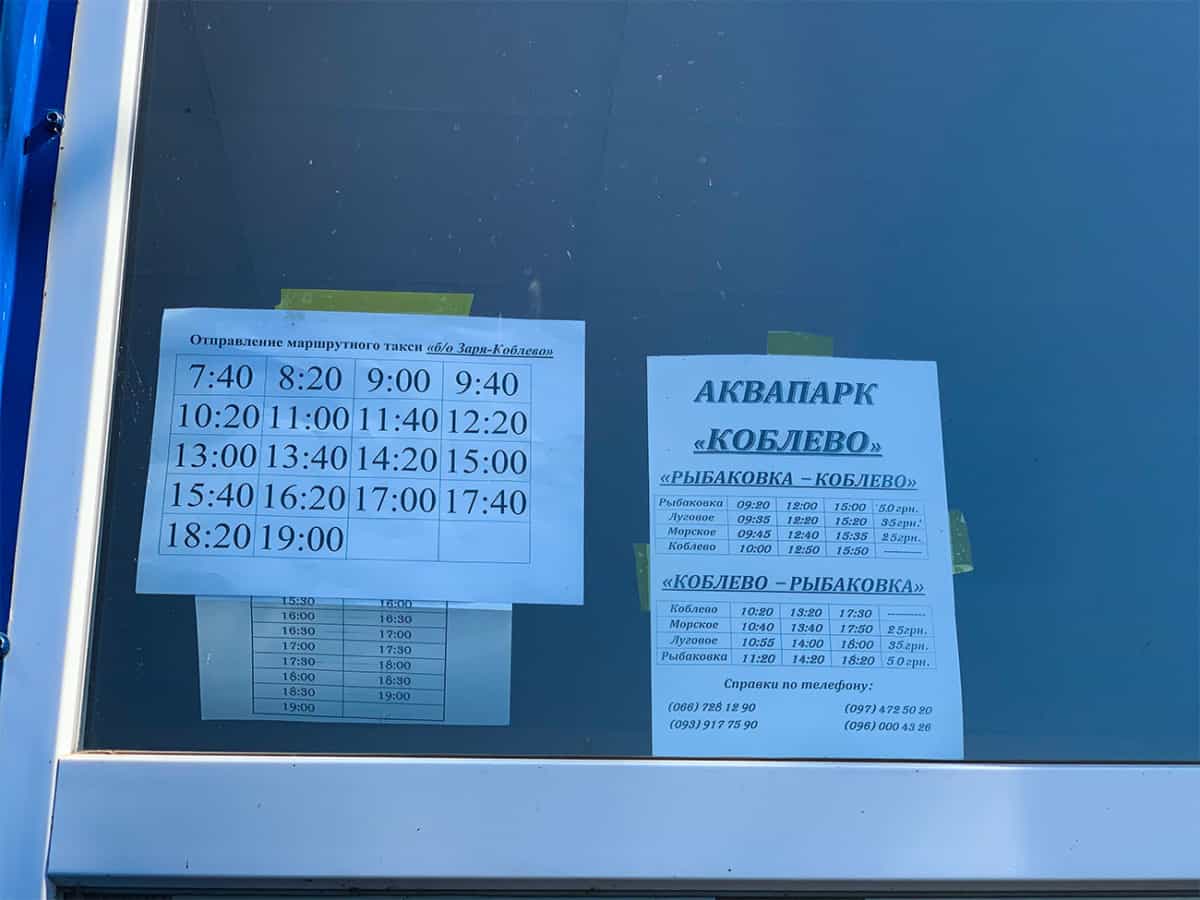 Отправление маршрутного такси «б/о Заря-Коблево»
7:40 8:20 9:00 9:40
10:20 11:00 11:40 12:20
13:00 13:40 14:20 15:00
15:40 16:20 17:00 17:40
18:20 19:00
15:30 16:00
16:00 16:30
16:30 17:00
17:00 17:30
17:30 18:00
18:00 18:30
18:30 19:00
19:00
АКВАПАРК
«КОБЛЕВО»
«РЫБАКОВКА – КОБЛЕВО»
Рыбаковка 09:20 12:00 15:00 50 грн.
Луговое 09:35 12:20 15:20 35 грн.
Морское 09:45 12:40 15:35 25 грн.
Коблево 10:00 12:50 15:50 ----------
«КОБЛЕВО – РЫБАКОВКА»
Коблево 10:20 13:20 17:30 ----------
Морское 10:40 13:40 17:50 25грн.
Луговое 10:55 14:00 18:00 35грн.
Рыбаковка 11:20 14:20 18:20 50 грн.
Справки по телефону:
(066) 728 12 90 (097) 472 50 20
(093) 917 75 90 (096) 000 43 26